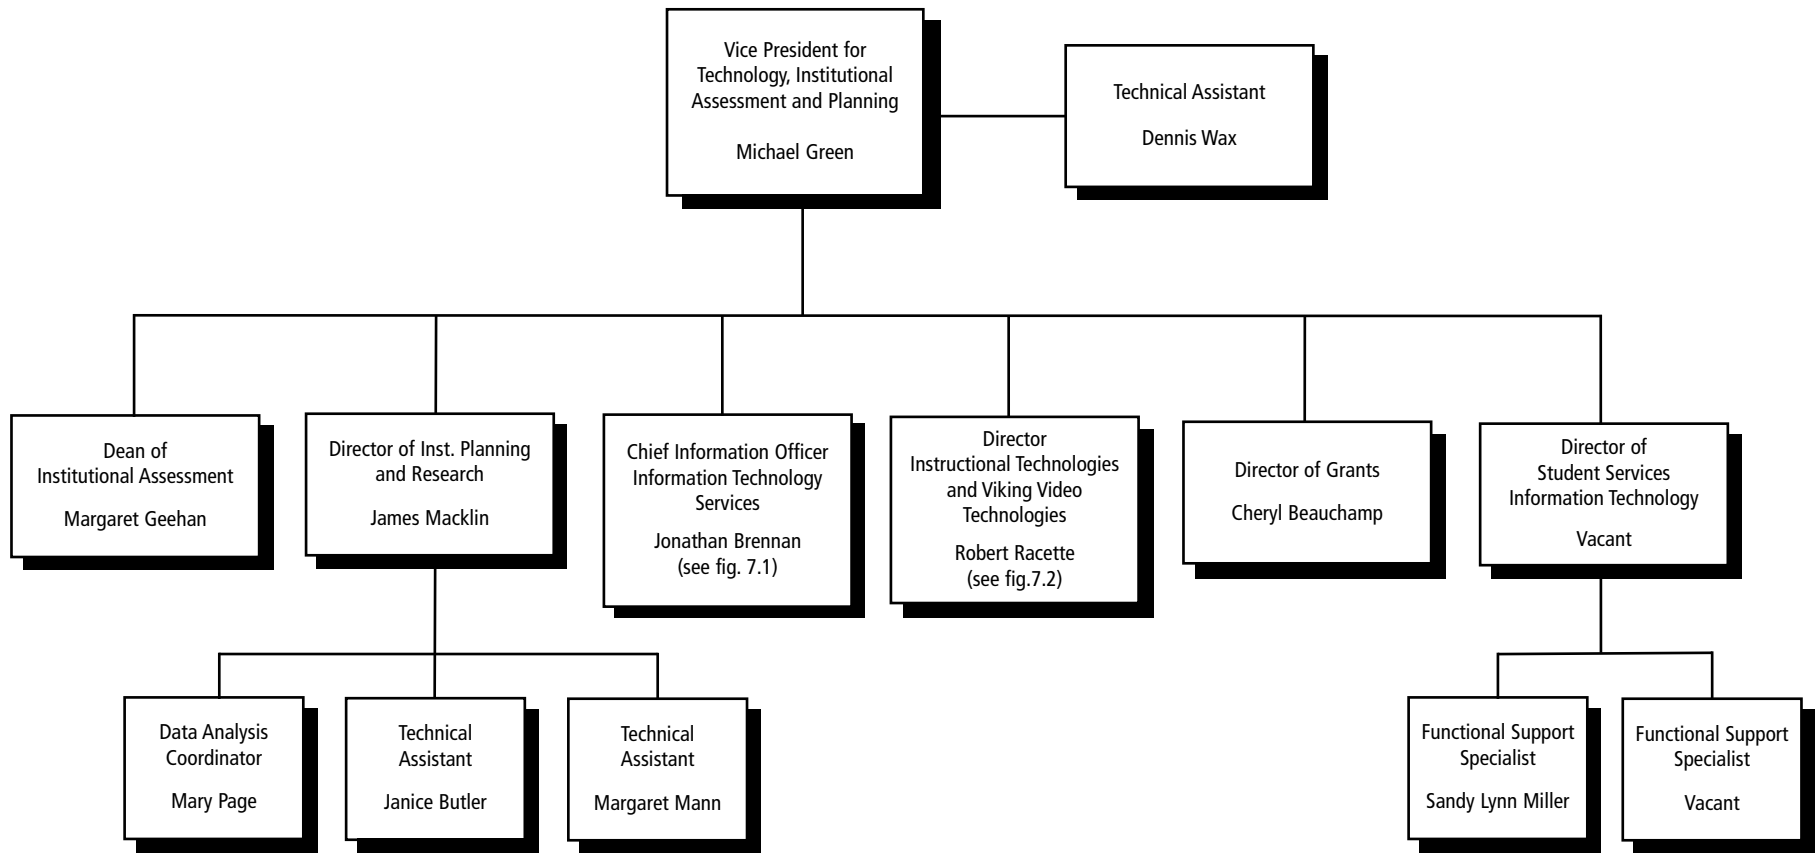 Vice President for
Technology, Institutional
Assessment and Planning
Michael Green
Technical Assistant
Dennis Wax
Dean of
Institutional Assessment
Margaret Geehan
Director of Inst. Planning
and Research
James Macklin
Chief Information Officer
Information Technology
Services
Jonathan Brennan
(see fig. 7.1)
Director
Instructional Technologies
and Viking Video
Technologies
Robert Racette
(see fig.7.2)
Director of Grants
Cheryl Beauchamp
Director of
Student Services
Information Technology
Vacant
Data Analysis
Coordinator
Mary Page
Technical
Assistant
Janice Butler
Technical
Assistant
Margaret Mann
Functional Support
Specialist
Sandy Lynn Miller
Functional Support
Specialist
Vacant